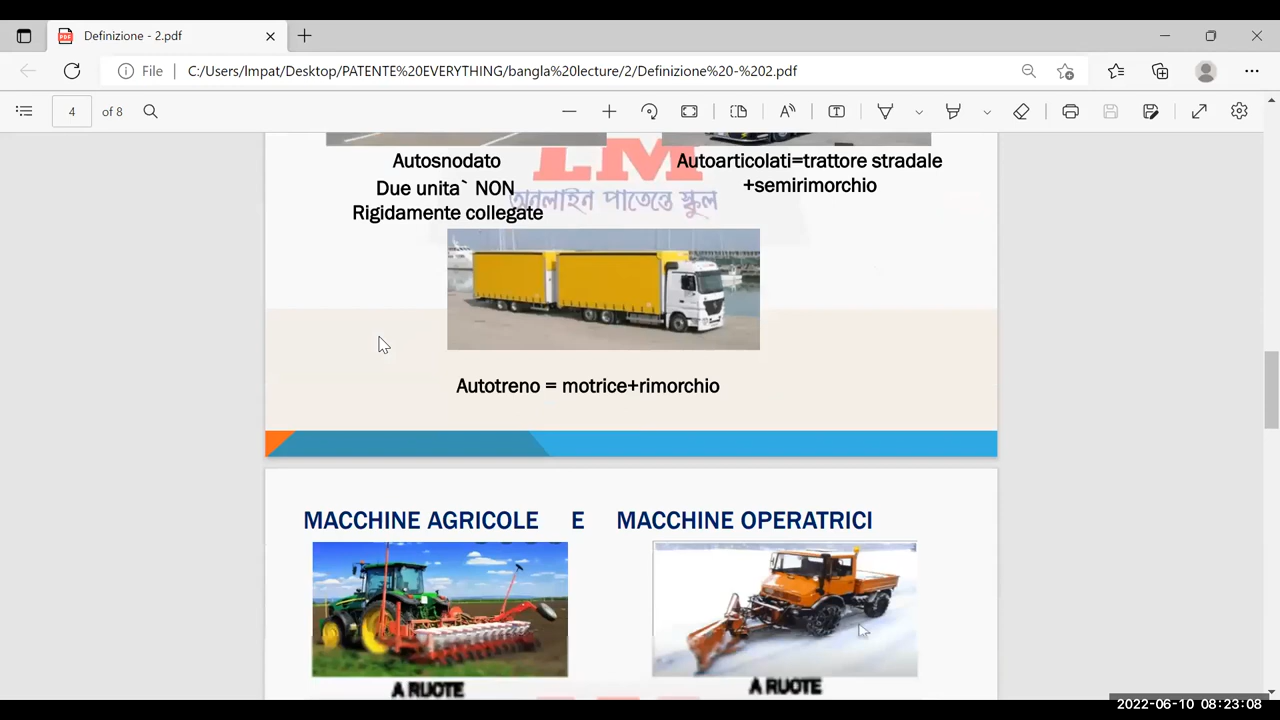 Definizione - 2.pdf
File
C:/Users/Impat/Desktop/PATENTE%20EVERYTHING/bangla%20lecture/2/Definizione%20-%202.pdf
4 of 8
LM
অনলাইন পাতেন্তে স্কুল
Autosnodato
Due unita` NON
Rigidamente collegate
Autoarticolati=trattore stradale
+semirimorchio
Autotreno = motrice+rimorchio
MACCHINE AGRICOLE E MACCHINE OPERATRICI
A RUOTE
A RUOTE
2022-06-10 08:23:08